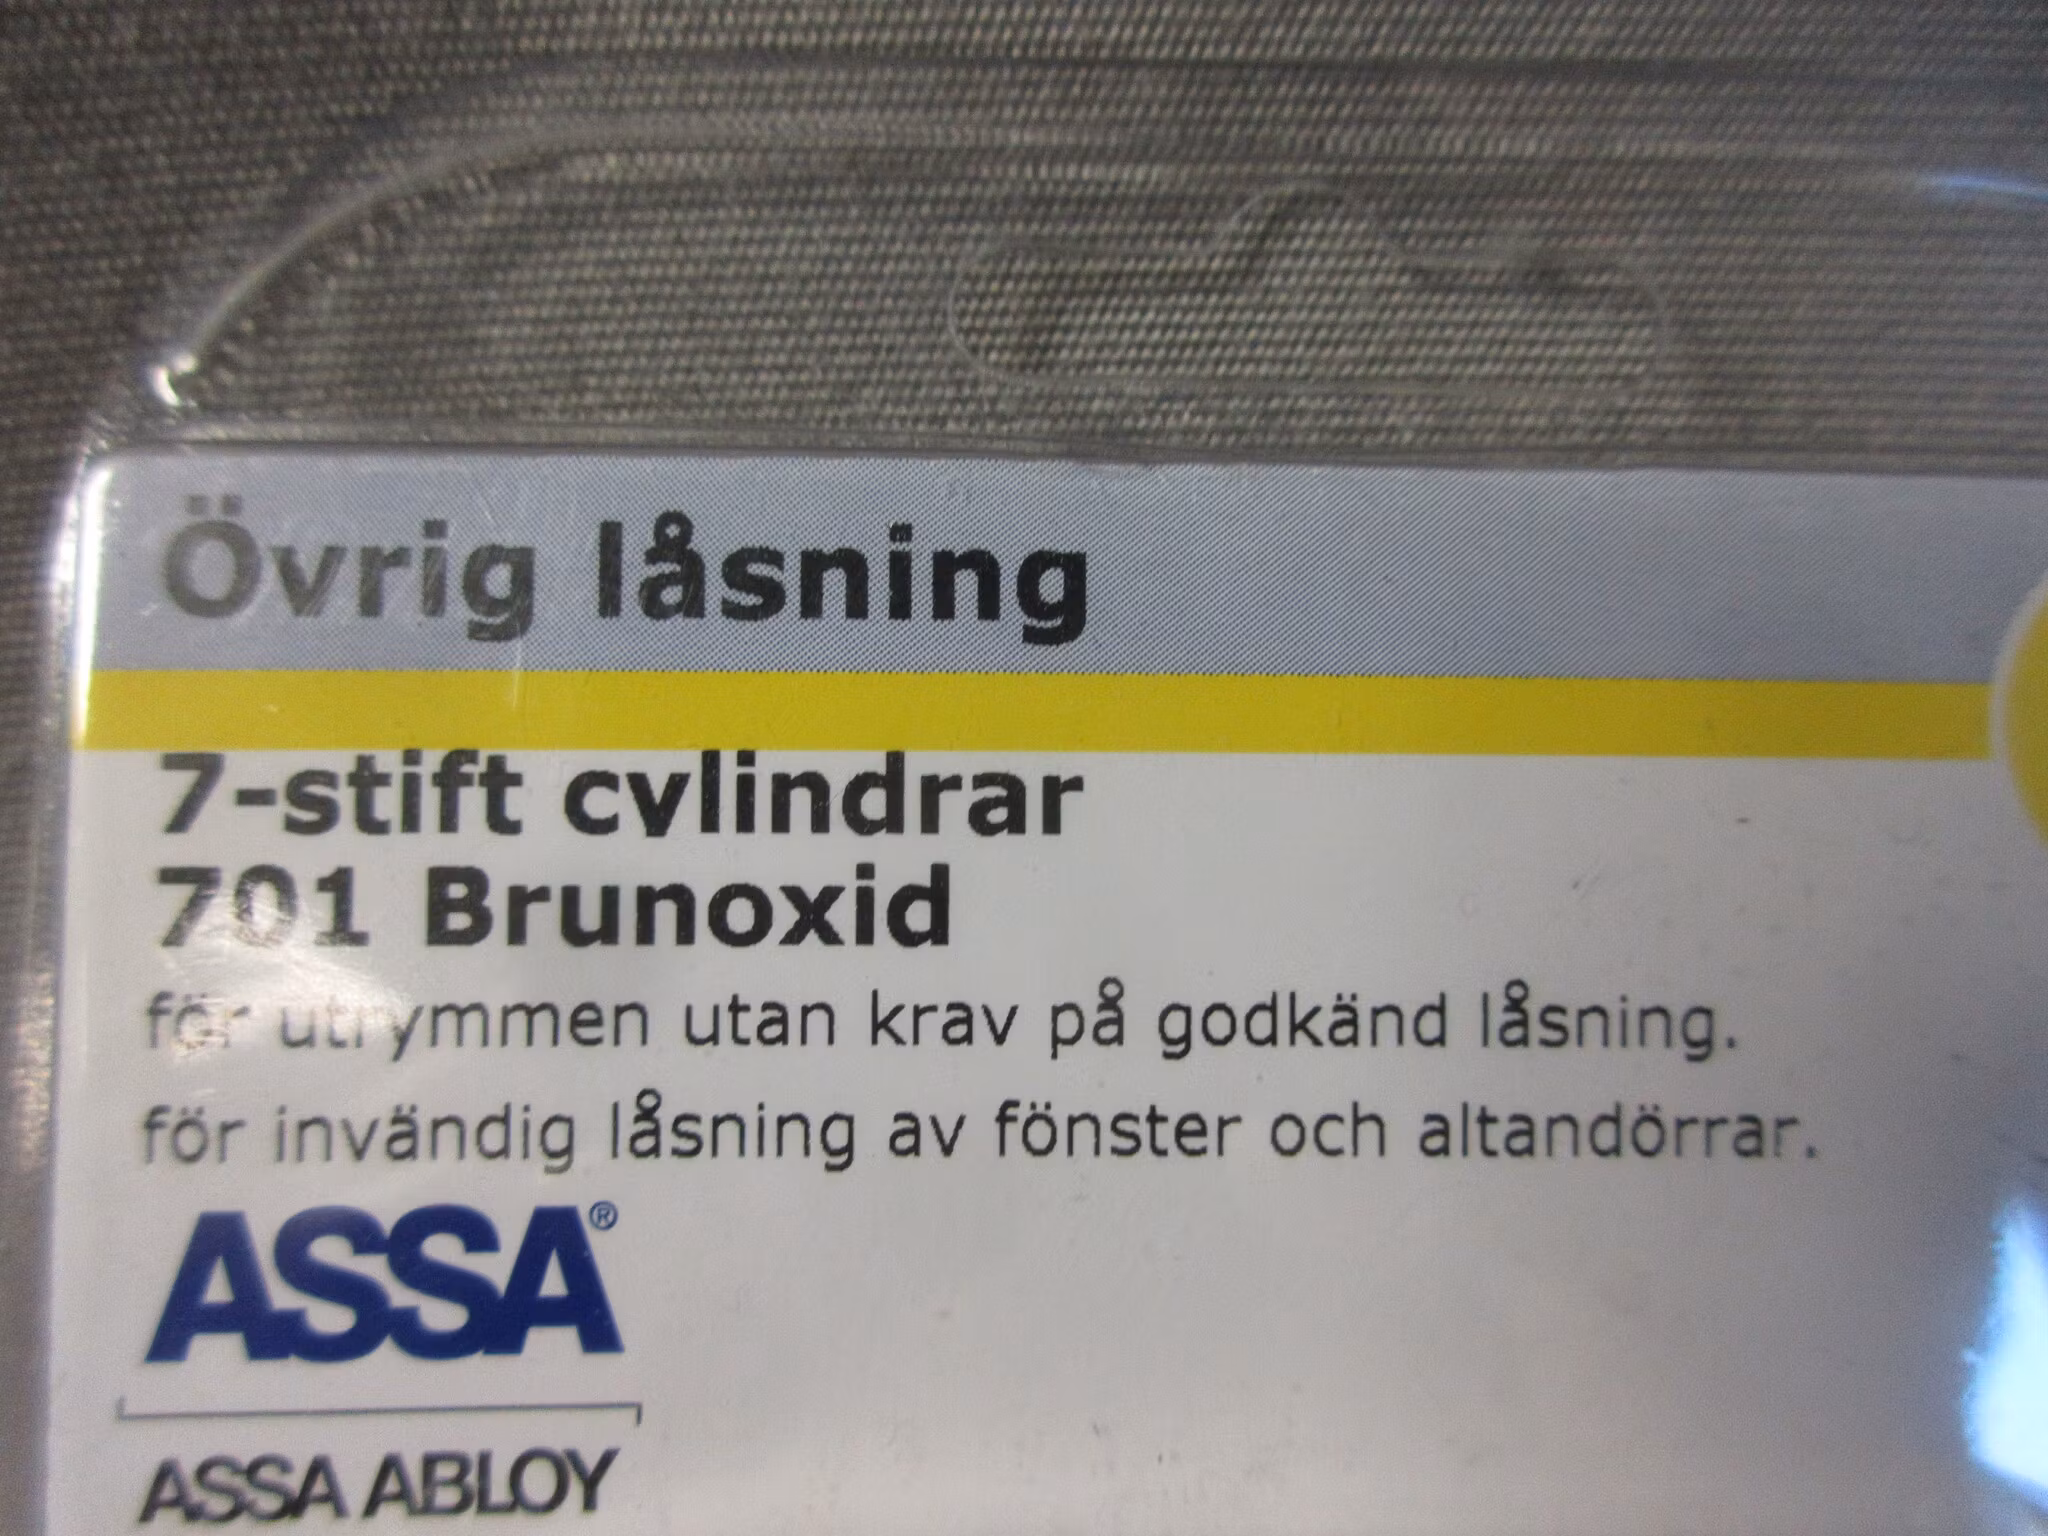 Övrig låsning
7-stift cylindrar
701 Brunoxid
för utrymmen utan krav på godkänd låsning.
för invändig låsning av fönster och altandörrar.
ASSA®
ASSA ABLOY